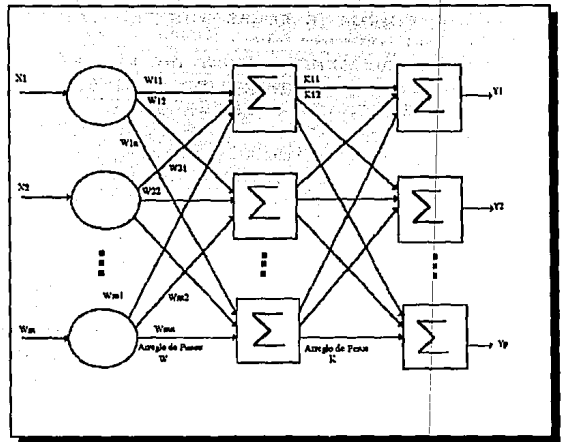 X1
W11
W12
W1n
K11
K12
Y1
X2
W21
W22
Y2
Wm1
Wm2
Wm
Wmn
Arreglo de Pesos
W
Arreglo de Pesos
K
Yp
Σ
Σ
Σ
Σ
Σ
Σ